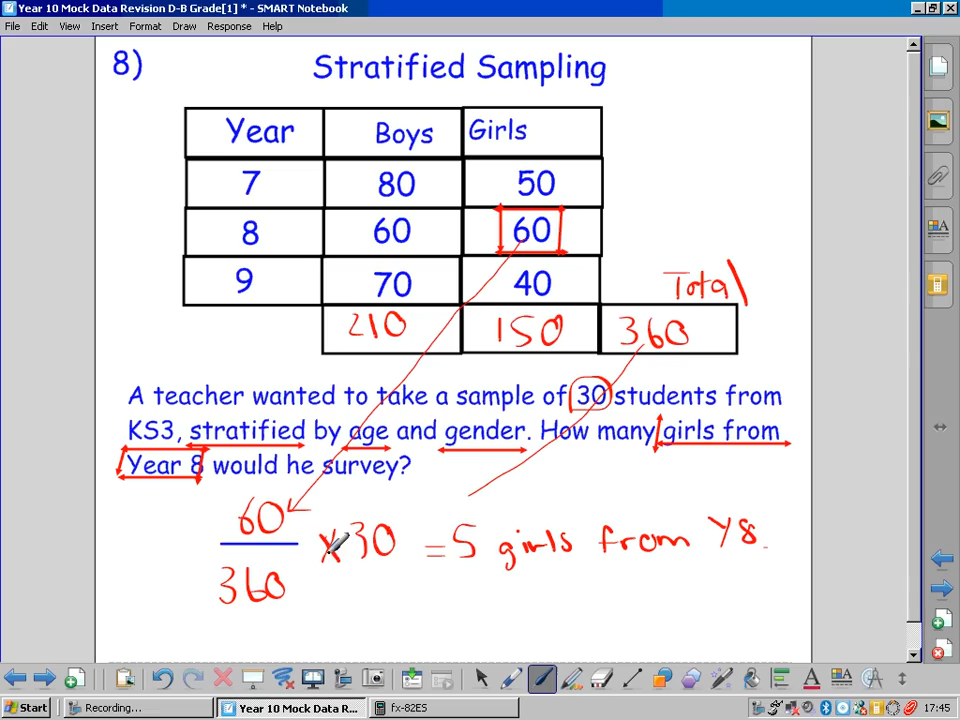 Year 10 Mock Data Revision D-B Grade[1] * - SMART Notebook
File Edit View Insert Format Draw Response Help
8) Stratified Sampling
Year Boys Girls
7 80 50
8 60 60
9 70 40 Total
210 150 360
A teacher wanted to take a sample of 30 students from
KS3, stratified by age and gender. How many girls from
Year 8 would he survey?
60
360
x 30 = 5 girls from Y8.
Start Recording... Year 10 Mock Data R... fx-82ES 17:45